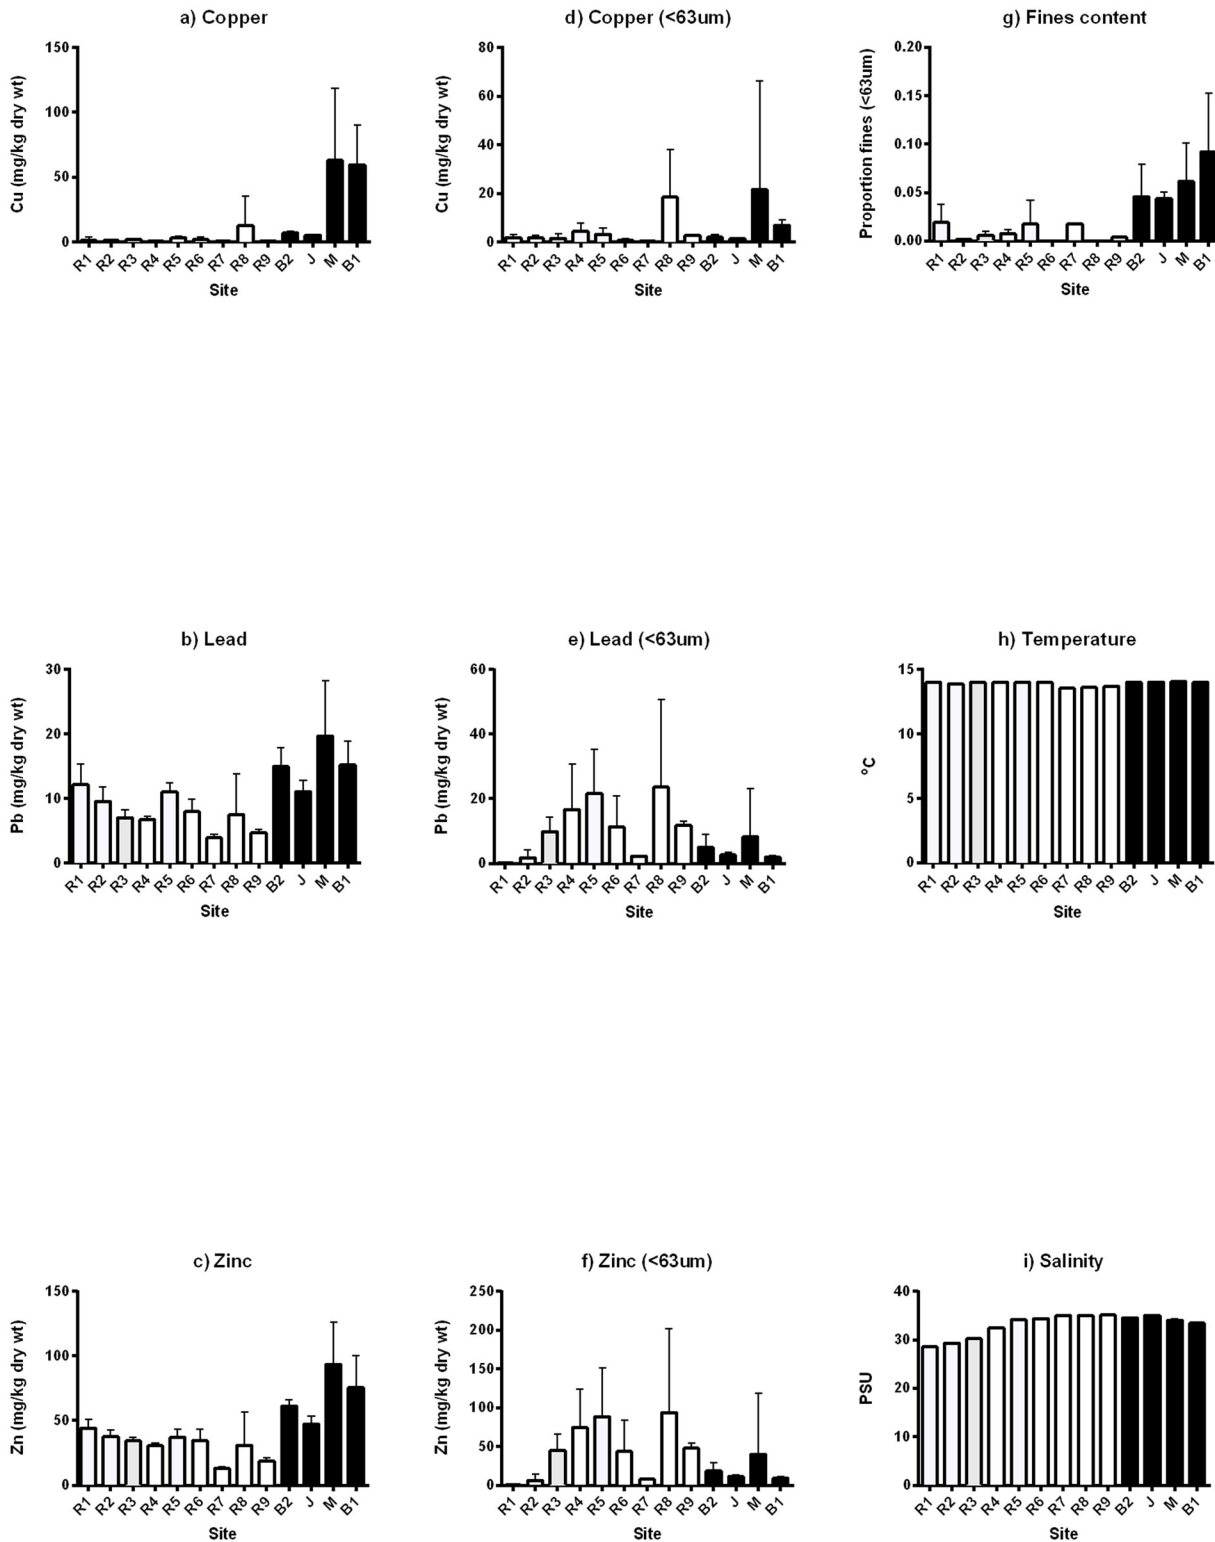 a) Copper
150
100
50
0
Cu (mg/kg dry wt)
R1 R2 R3 R4 R5 R6 R7 R8 R9 B2 J M B1
Site
d) Copper (<63um)
80
60
40
20
0
Cu (mg/kg dry wt)
R1 R2 R3 R4 R5 R6 R7 R8 R9 B2 J M B1
Site
g) Fines content
0.20
0.15
0.10
0.05
0.00
Proportion fines (<63um)
R1 R2 R3 R4 R5 R6 R7 R8 R9 B2 J M B1
Site
b) Lead
30
20
10
0
Pb (mg/kg dry wt)
R1 R2 R3 R4 R5 R6 R7 R8 R9 B2 J M B1
Site
e) Lead (<63um)
60
40
20
0
Pb (mg/kg dry wt)
R1 R2 R3 R4 R5 R6 R7 R8 R9 B2 J M B1
Site
h) Temperature
15
10
5
0
ºC
R1 R2 R3 R4 R5 R6 R7 R8 R9 B2 J M B1
Site
c) Zinc
150
100
50
0
Zn (mg/kg dry wt)
R1 R2 R3 R4 R5 R6 R7 R8 R9 B2 J M B1
Site
f) Zinc (<63um)
250
200
150
100
50
0
Zn (mg/kg dry wt)
R1 R2 R3 R4 R5 R6 R7 R8 R9 B2 J M B1
Site
i) Salinity
40
30
20
10
0
PSU
R1 R2 R3 R4 R5 R6 R7 R8 R9 B2 J M B1
Site